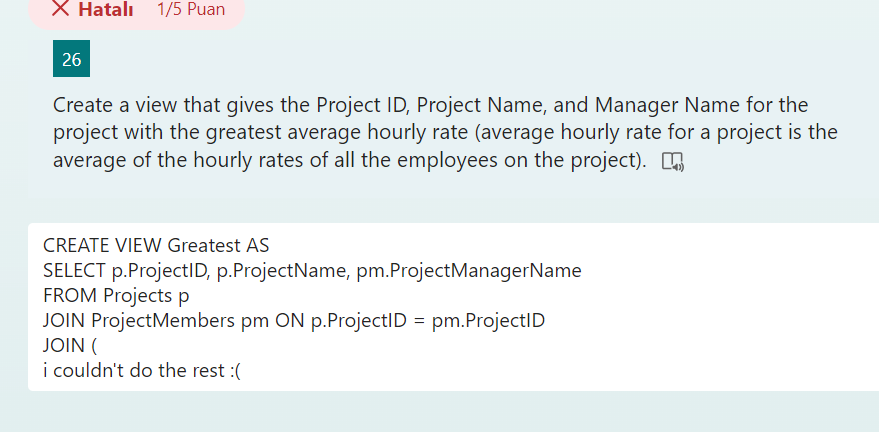 Hatalı 1/5 Puan
26
Create a view that gives the Project ID, Project Name, and Manager Name for the
project with the greatest average hourly rate (average hourly rate for a project is the
average of the hourly rates of all the employees on the project).
CREATE VIEW Greatest AS
SELECT p.ProjectID, p.ProjectName, pm.ProjectManagerName
FROM Projects p
JOIN ProjectMembers pm ON p.ProjectID = pm.ProjectID
JOIN (
i couldn't do the rest :(